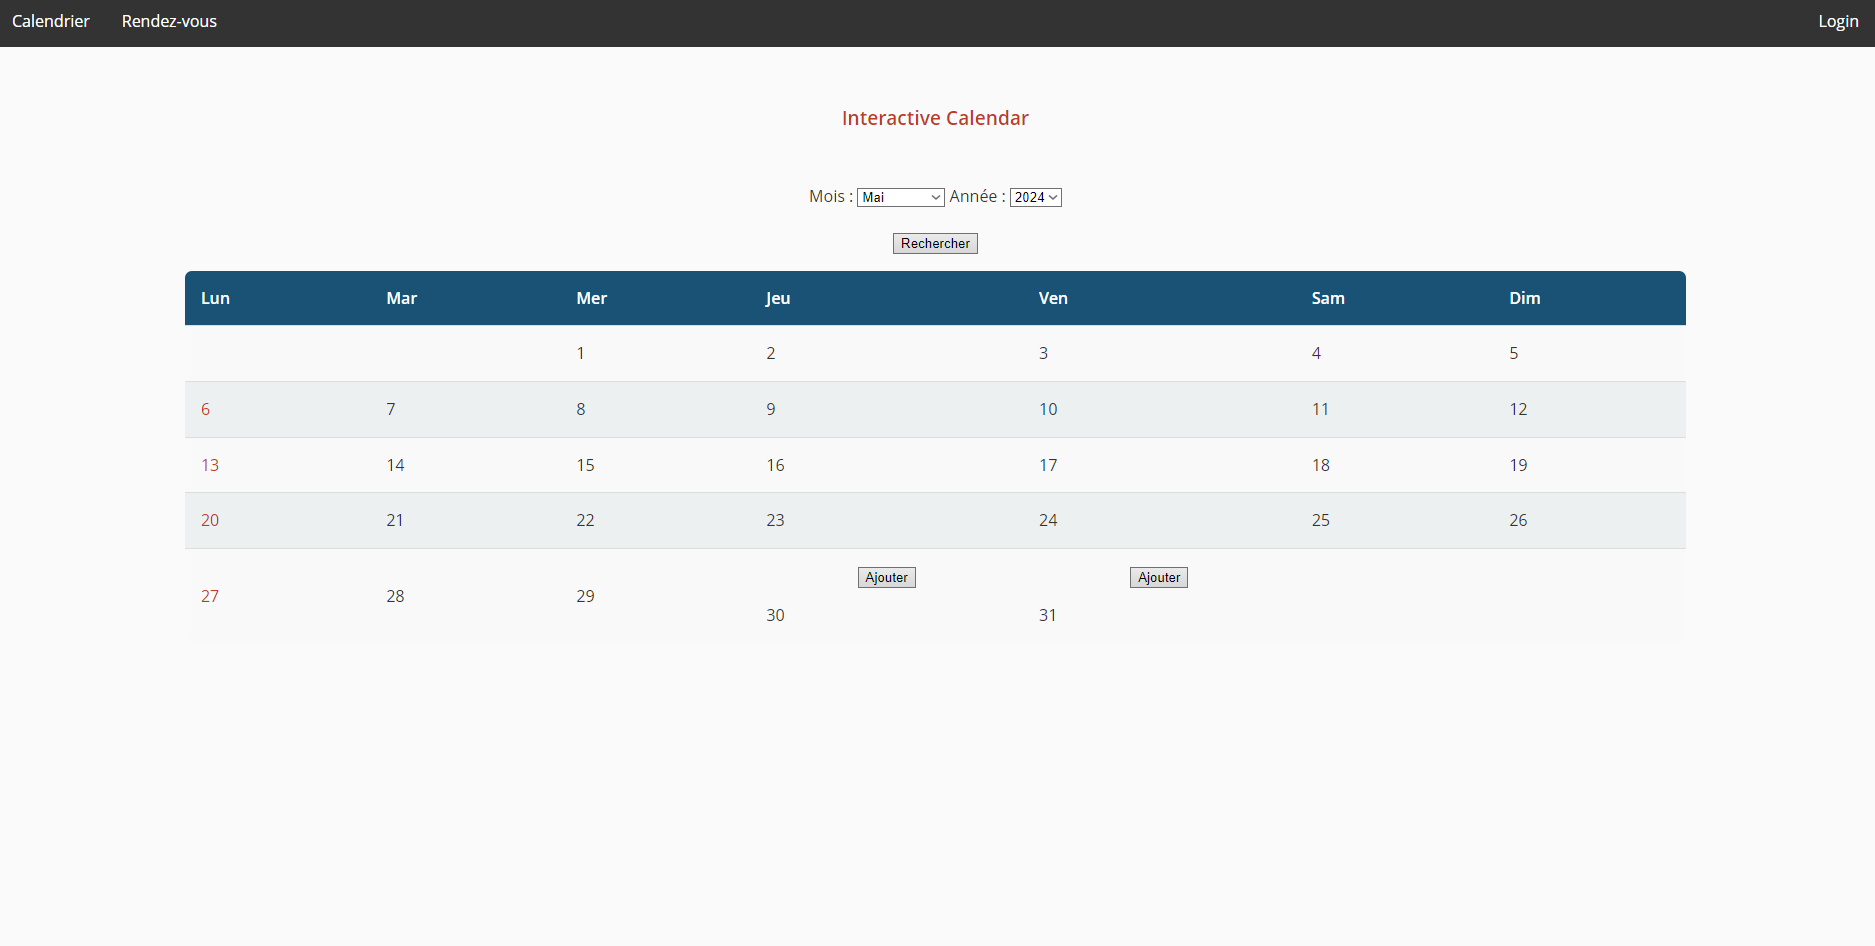 Calendrier Rendez-vous Login
Interactive Calendar
Mois : Mai Année : 2024
Rechercher
Lun Mar Mer Jeu Ven Sam Dim
1 2 3 4 5
6 7 8 9 10 11 12
13 14 15 16 17 18 19
20 21 22 23 24 25 26
Ajouter Ajouter
27 28 29 30 31